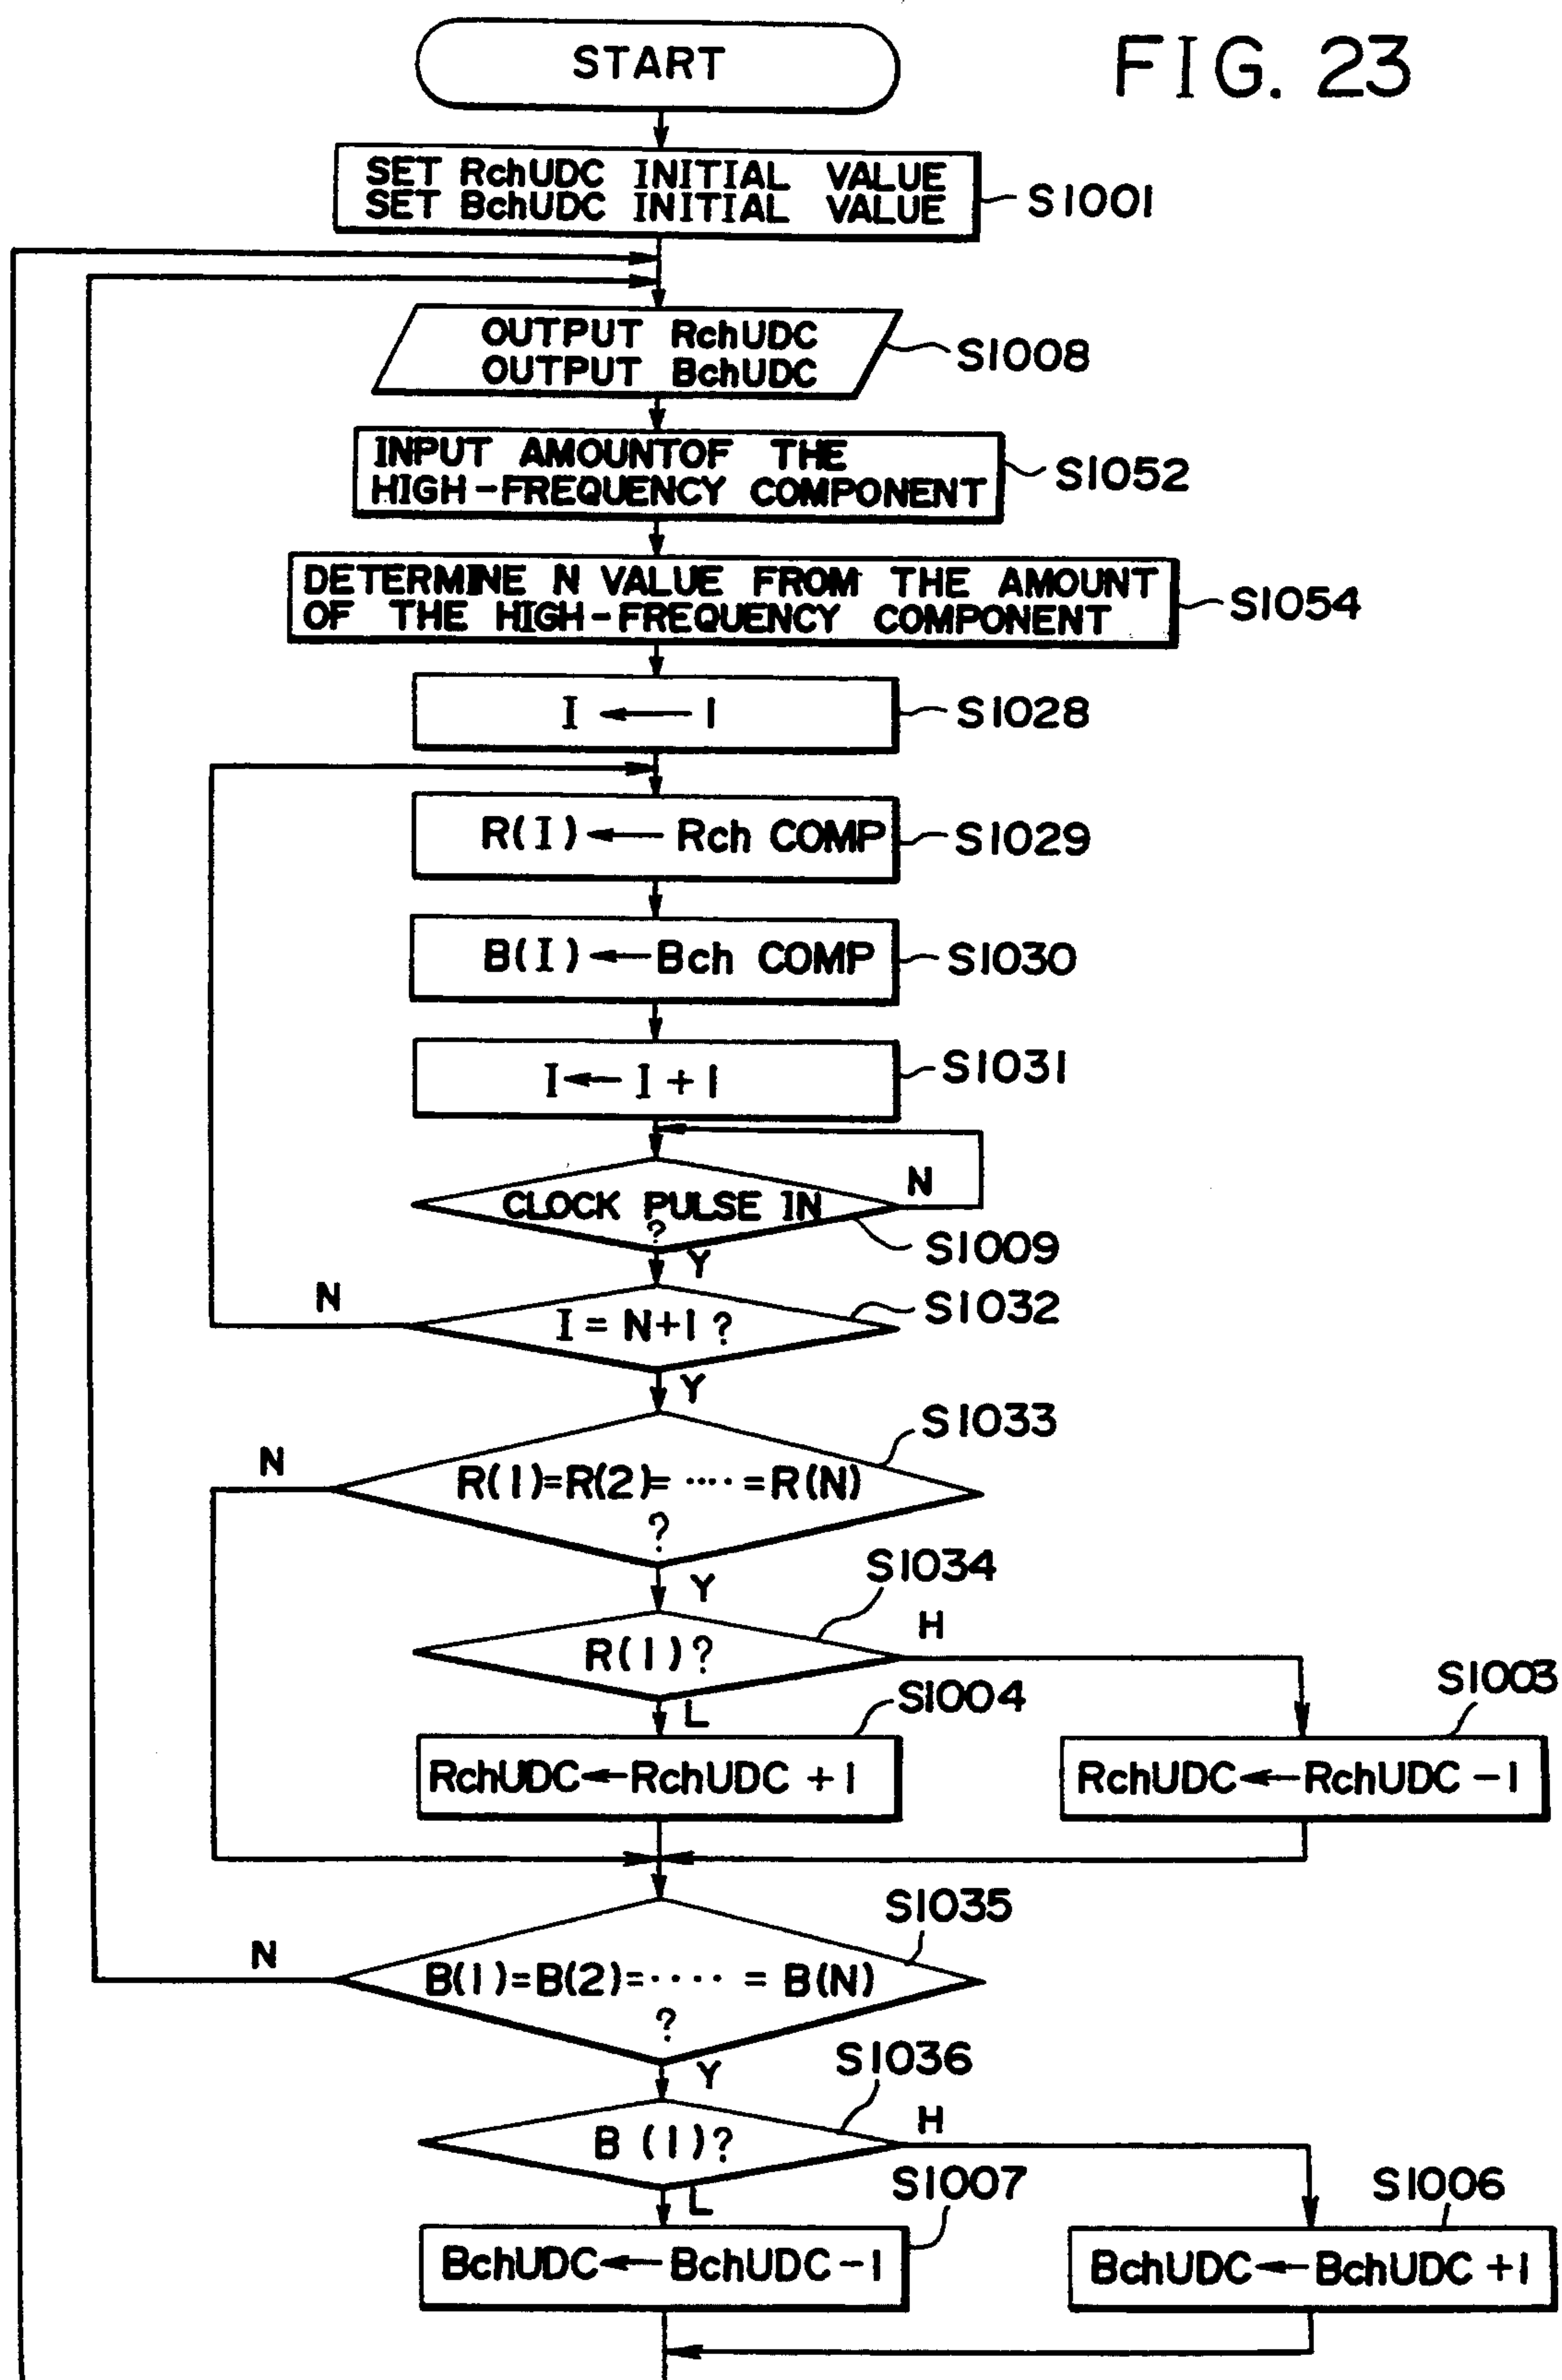 START
FIG. 23
SET RchUDC INITIAL VALUE
SET BchUDC INITIAL VALUE
S1001
OUTPUT RchUDC
OUTPUT BchUDC
S1008
INPUT AMOUNTOF THE
HIGH-FREQUENCY COMPONENT
S1052
DETERMINE N VALUE FROM THE AMOUNT
OF THE HIGH-FREQUENCY COMPONENT
S1054
I ← 1
S1028
R(I) ← Rch COMP
S1029
B(I) ← Bch COMP
S1030
I ← I + 1
S1031
CLOCK PULSE IN
?
N
S1009
Y
I = N+1 ?
N
S1032
Y
S1033
N
R(1)=R(2)= ···· =R(N)
?
Y
S1034
R(1)?
H
L
S1004
S1003
RchUDC ← RchUDC +1
RchUDC ← RchUDC -1
S1035
N
B(1)=B(2)= ···· = B(N)
?
Y
S1036
B (1)?
H
L
S1007
S1006
BchUDC ← BchUDC -1
BchUDC ← BchUDC +1